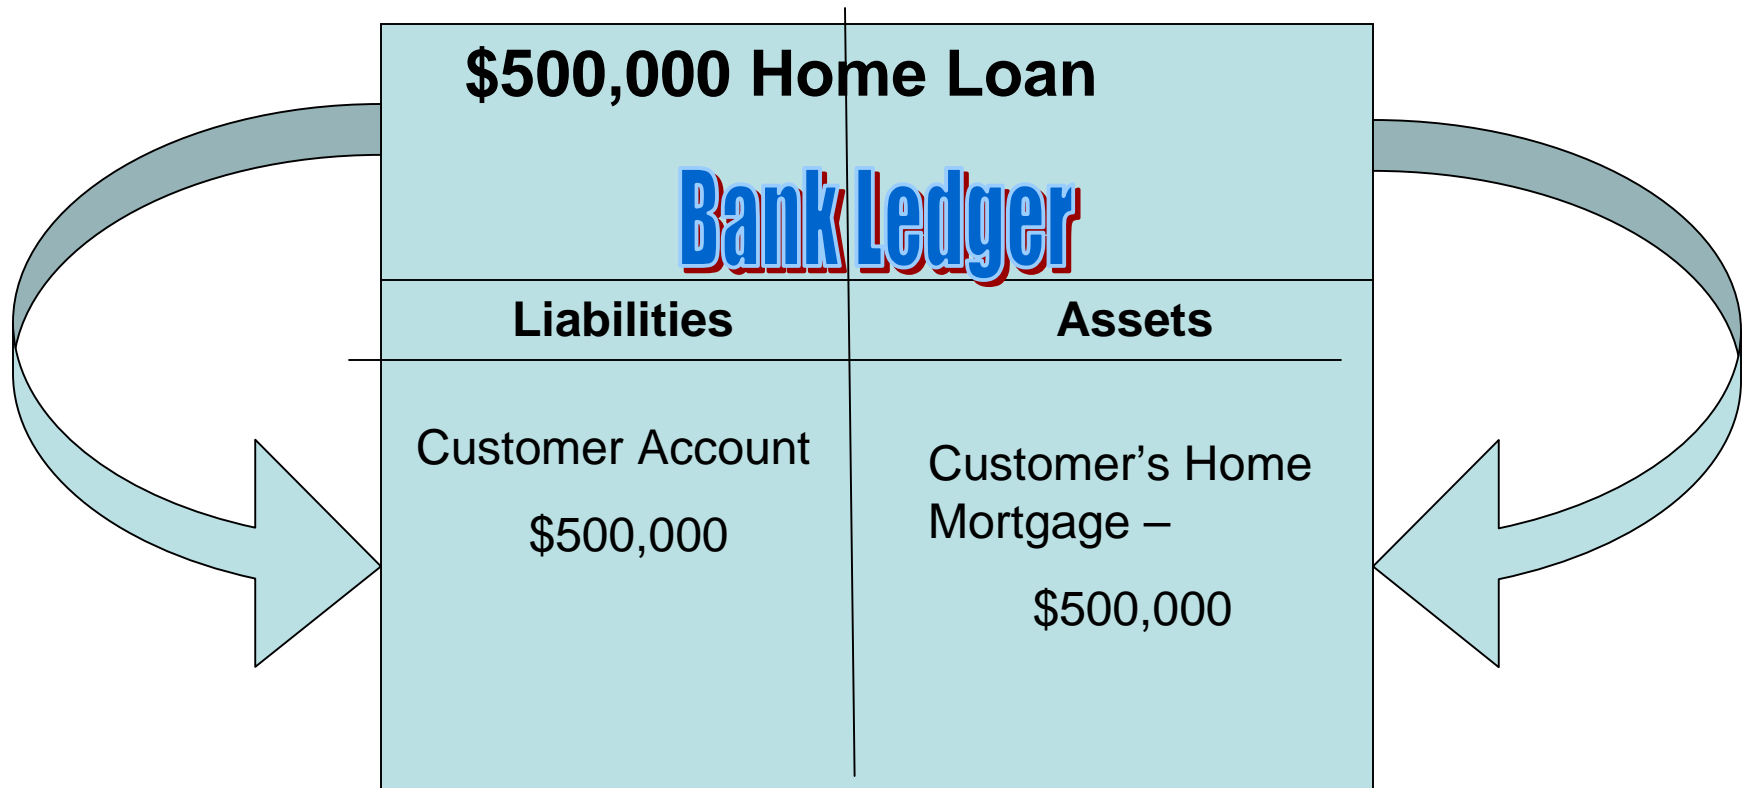 $500,000 Home Loan
Bank Ledger
Liabilities
Assets
Customer Account
$500,000
Customer’s Home
Mortgage –
$500,000